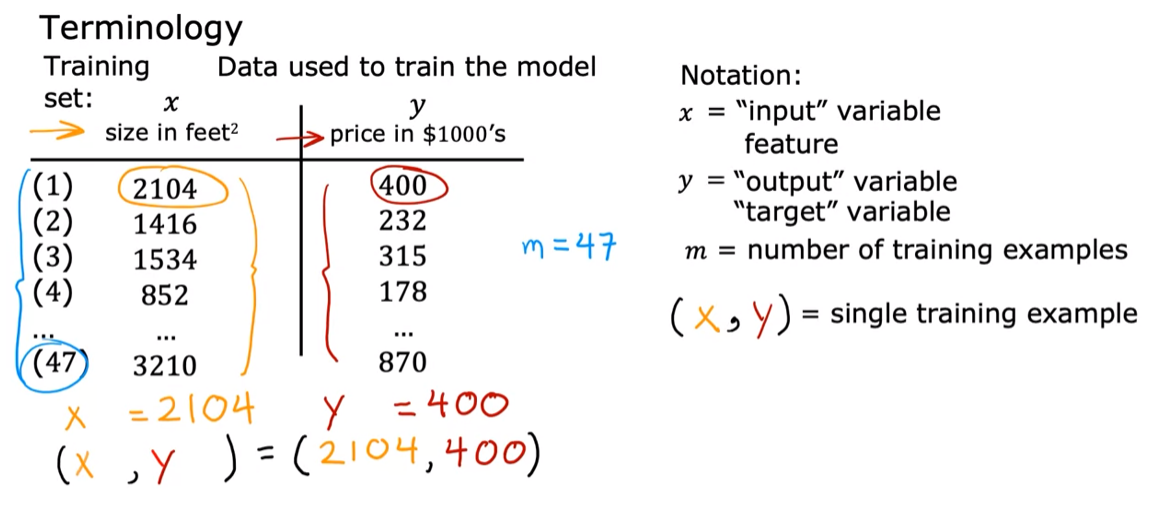 Terminology
Training Data used to train the model
set: x y
size in feet² price in $1000's
(1) 2104 400
(2) 1416 232
(3) 1534 315
(4) 852 178
... ... ...
(47) 3210 870
m = 47
x = 2104 y = 400
(x, y) = (2104, 400)
Notation:
x = "input" variable
feature
y = "output" variable
"target" variable
m = number of training examples
(x, y) = single training example